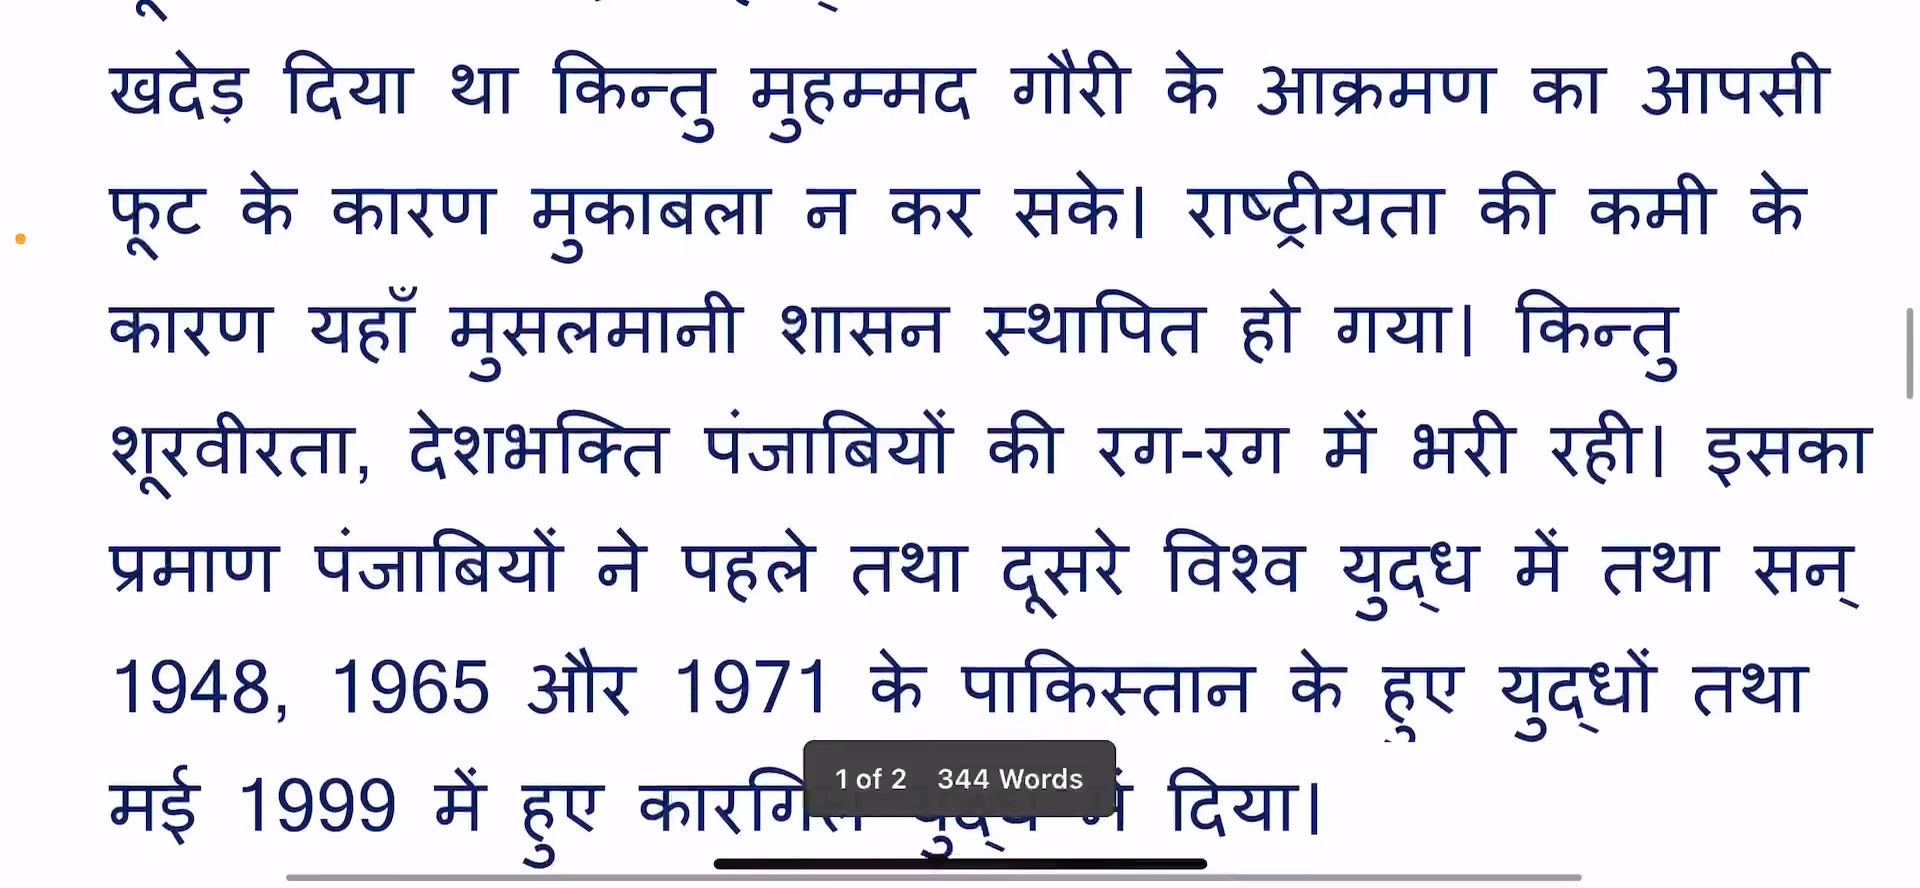 खदेड़ दिया था किन्तु मुहम्मद गौरी के आक्रमण का आपसी
फूट के कारण मुकाबला न कर सके। राष्ट्रीयता की कमी के
कारण यहाँ मुसलमानी शासन स्थापित हो गया। किन्तु
शूरवीरता, देशभक्ति पंजाबियों की रग-रग में भरी रही। इसका
प्रमाण पंजाबियों ने पहले तथा दूसरे विश्व युद्ध में तथा सन्
1948, 1965 और 1971 के पाकिस्तान के हुए युद्धों तथा
मई 1999 में हुए कारगिल युद्ध में दिया।
1 of 2 344 Words